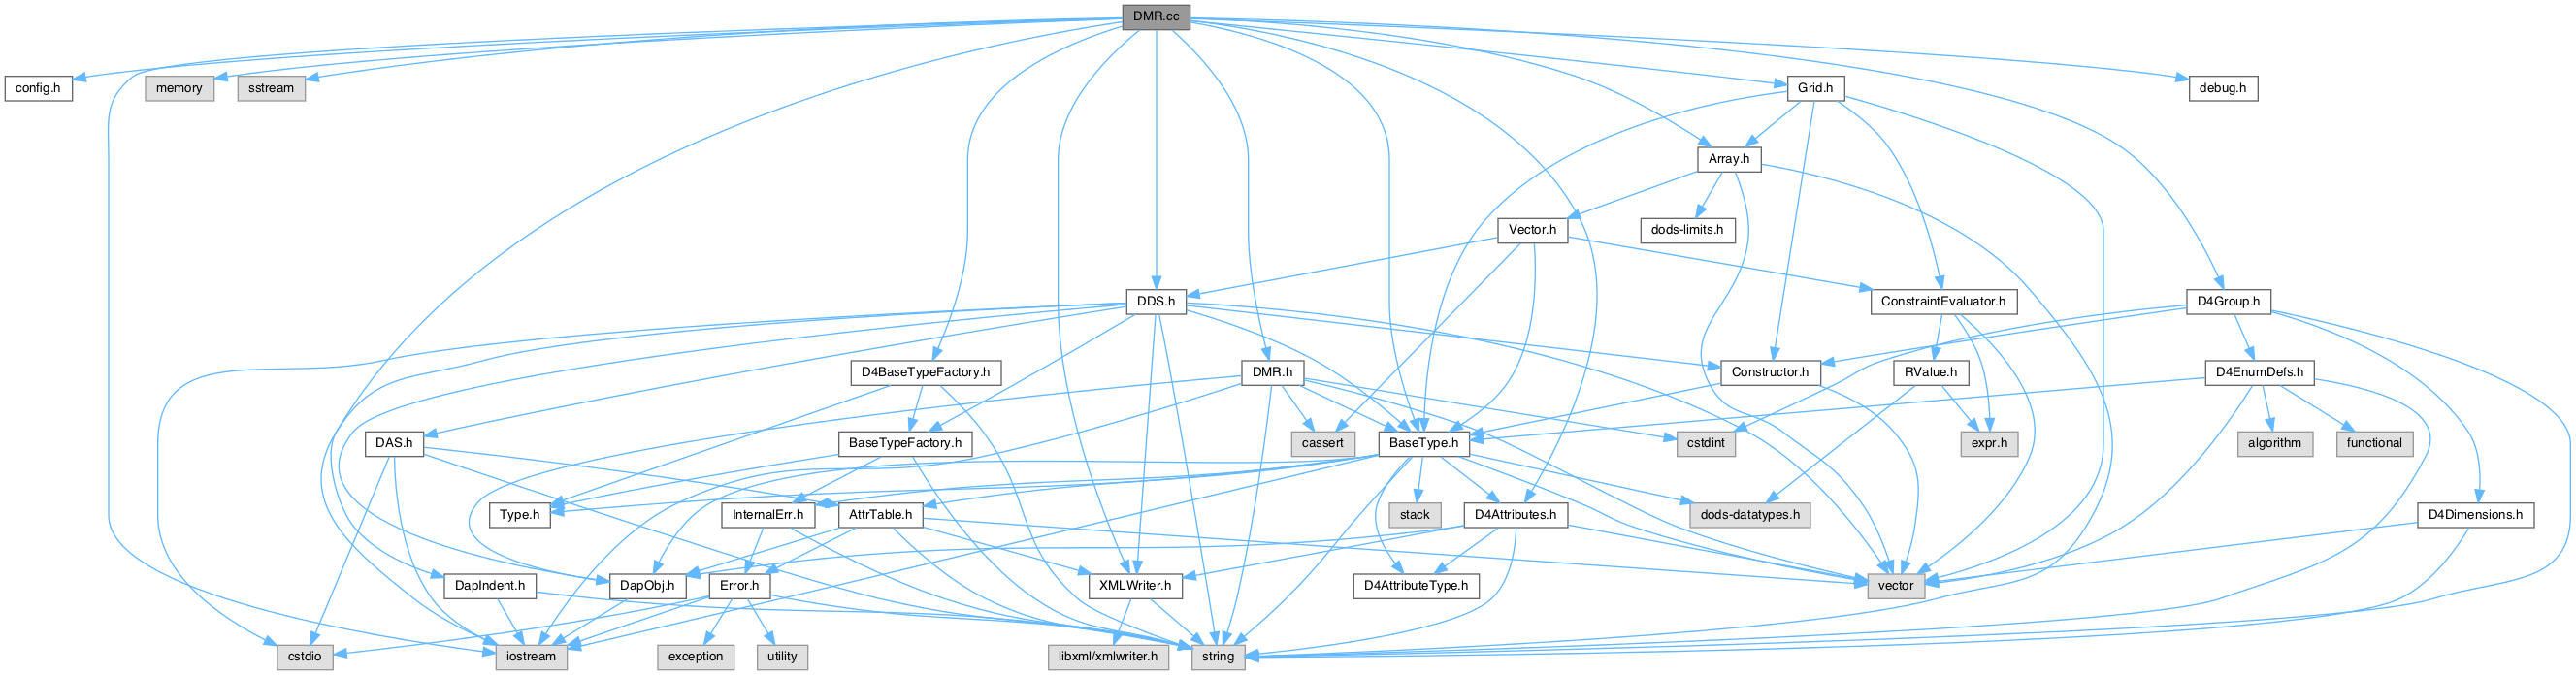 DMR.cc
config.h
memory
sstream
Grid.h
debug.h
Array.h
Vector.h
dods-limits.h
DDS.h
ConstraintEvaluator.h
D4Group.h
D4BaseTypeFactory.h
DMR.h
Constructor.h
RValue.h
D4EnumDefs.h
DAS.h
BaseTypeFactory.h
cassert
BaseType.h
cstdint
expr.h
algorithm
functional
Type.h
InternalErr.h
AttrTable.h
stack
D4Attributes.h
dods-datatypes.h
D4Dimensions.h
DapIndent.h
DapObj.h
Error.h
XMLWriter.h
D4AttributeType.h
vector
cstdio
iostream
exception
utility
libxml/xmlwriter.h
string